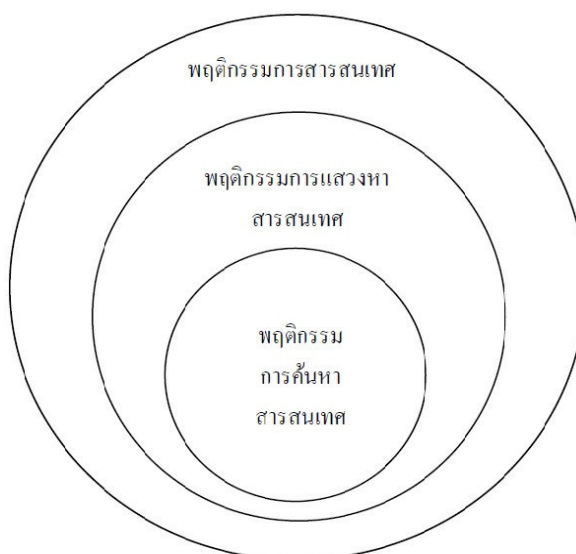 พฤติกรรมการสารสนเทศ
พฤติกรรมการแสวงหา
สารสนเทศ
พฤติกรรม
การค้นหา
สารสนเทศ